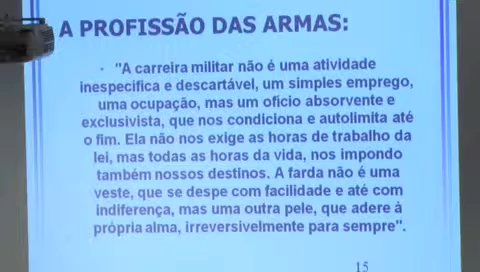 A PROFISSÃO DAS ARMAS:
"A carreira militar não é uma atividade
inespecifica e descartável, um simples emprego,
uma ocupação, mas um ofício absorvente e
exclusivista, que nos condiciona e autolimita até
o fim. Ela não nos exige as horas de trabalho da
lei, mas todas as horas da vida, nos impondo
também nossos destinos. A farda não é uma
veste, que se despe com facilidade e até com
indiferença, mas uma outra pele, que adere à
própria alma, irreversivelmente para sempre".
15